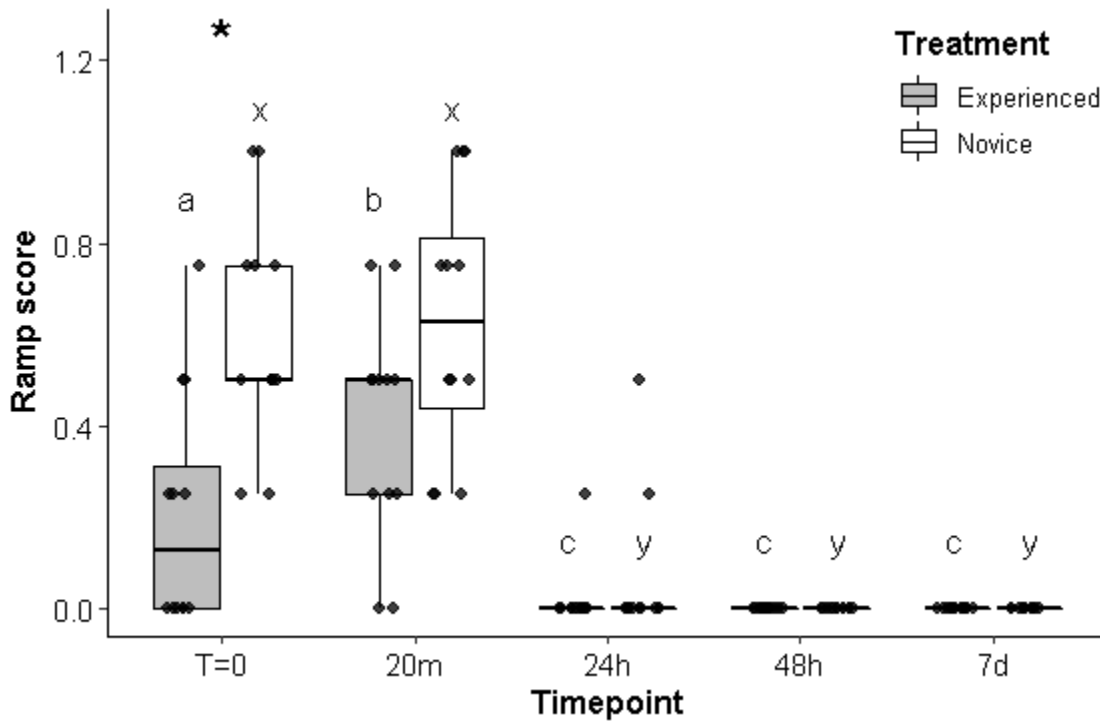 *
Treatment
Experienced
Novice
1.2
0.8
0.4
0.0
Ramp score
x
x
a
b
c
y
c
y
c
y
T=0
20m
24h
48h
7d
Timepoint